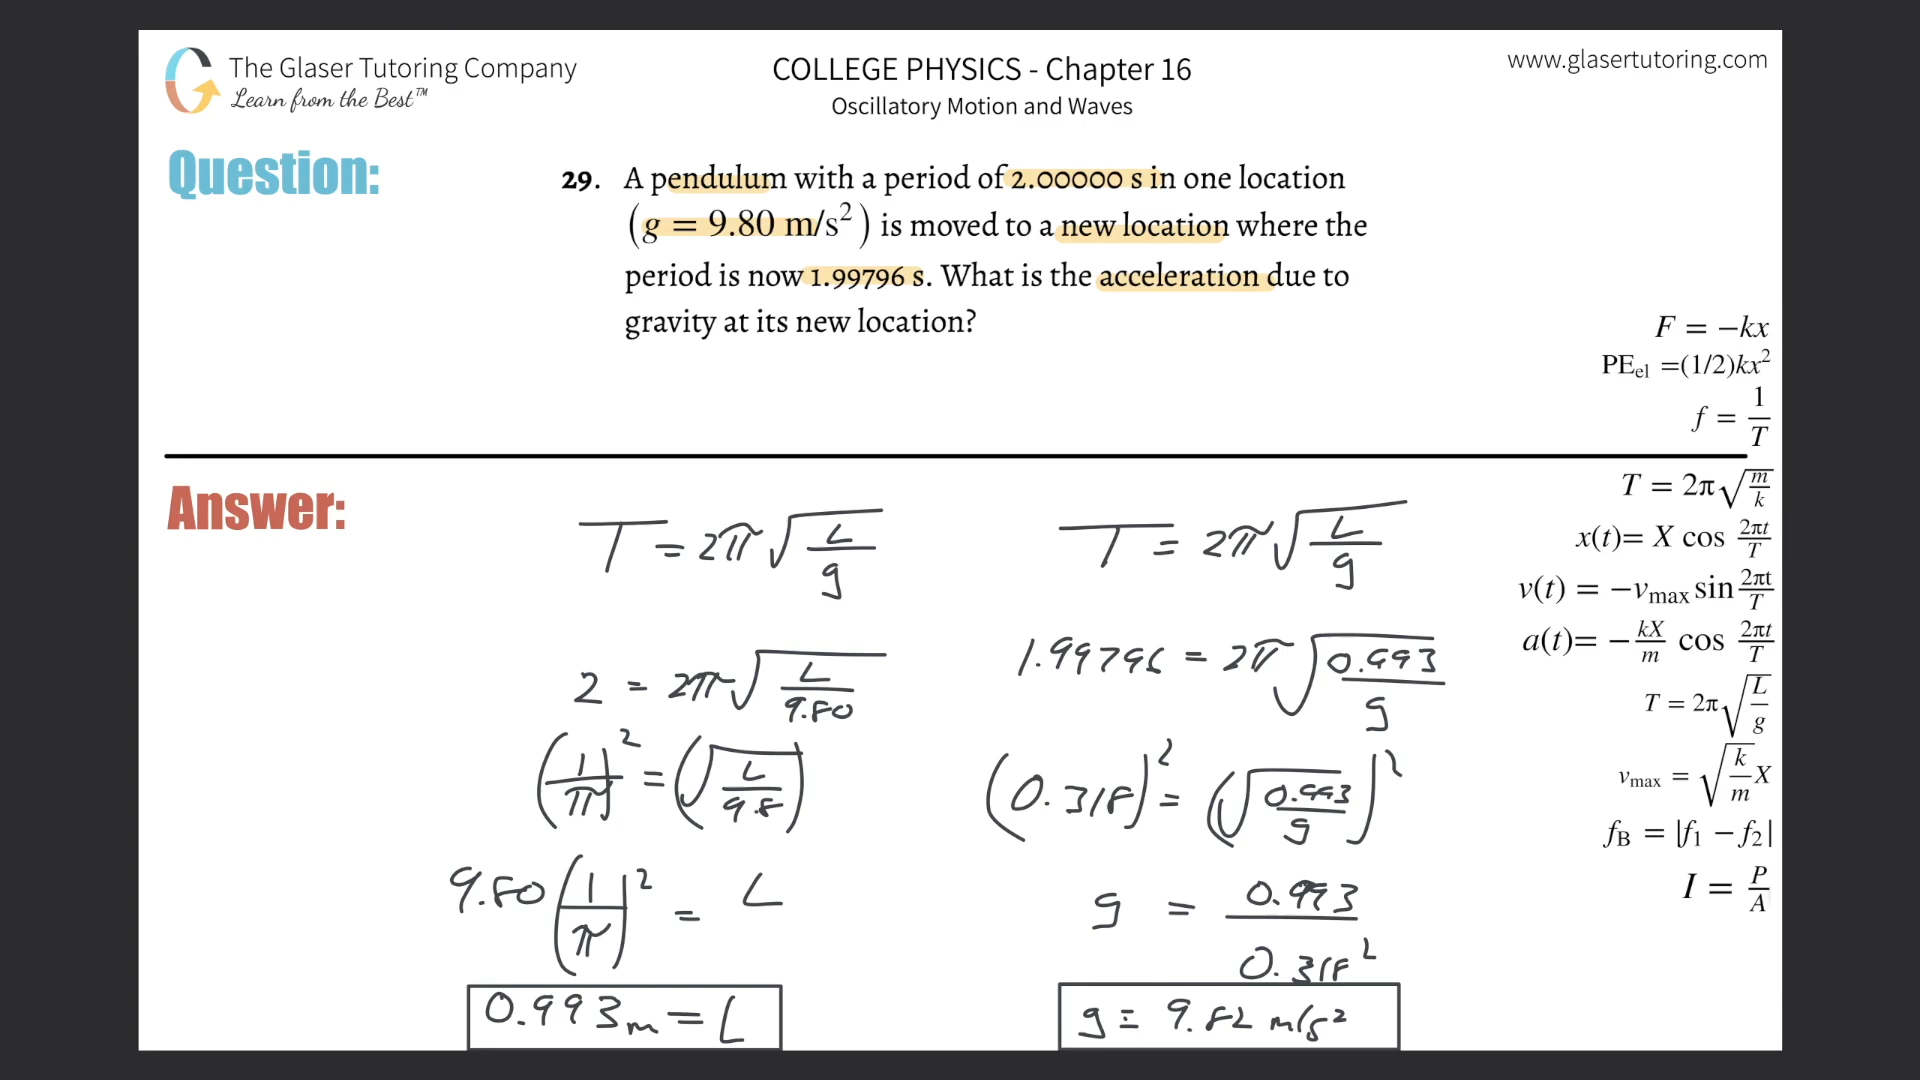 The Glaser Tutoring Company
Learn from the Best™
COLLEGE PHYSICS - Chapter 16
Oscillatory Motion and Waves
www.glasertutoring.com
Question:
29. A pendulum with a period of 2.00000 s in one location
(g = 9.80 m/s²) is moved to a new location where the
period is now 1.99796 s. What is the acceleration due to
gravity at its new location?
F = −kx
PEel =(1/2)kx²
f = 1/T
Answer:
T = 2π√(L/g)
2 = 2π√(L/9.80)
(1/π)² = (√(L/9.8))
9.80(1/π)² = L
0.993m = L
T = 2π√(L/g)
1.99796 = 2π√(0.993/g)
(0.318)² = (√(0.993/g))²
g = 0.993/0.318²
g = 9.82 m/s²
T = 2π√(m/k)
x(t)= X cos 2πt/T
v(t) = −vmax sin 2πt/T
a(t)= −kX/m cos 2πt/T
T = 2π√(L/g)
vmax = √(k/m)X
fB = |f1 − f2|
I = P/A